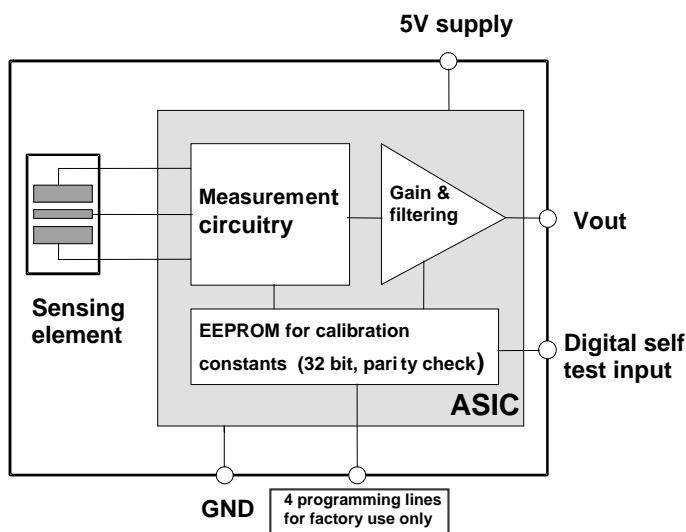 5V supply
Measurement
circuitry
Gain &
filtering
Vout
Sensing
element
EEPROM for calibration
constants (32 bit, parity check)
Digital self
test input
ASIC
GND
4 programming lines
for factory use only